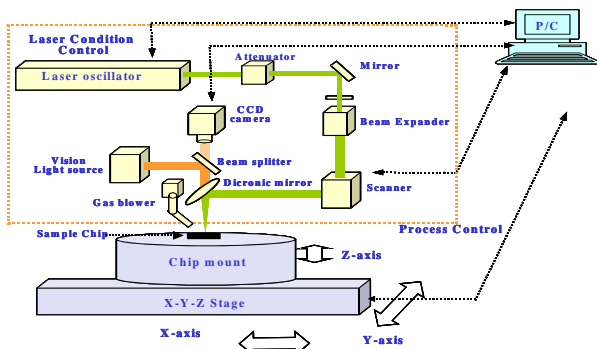 P/C
Laser Condition
Control
Laser oscillator
Attenuator
Mirror
CCD
camera
Beam Expander
Vision
Light source
Beam splitter
Dicronic mirror
Scanner
Gas blower
Sample Chip
Process Control
Chip mount
Z-axis
X-Y-Z Stage
X-axis
Y-axis